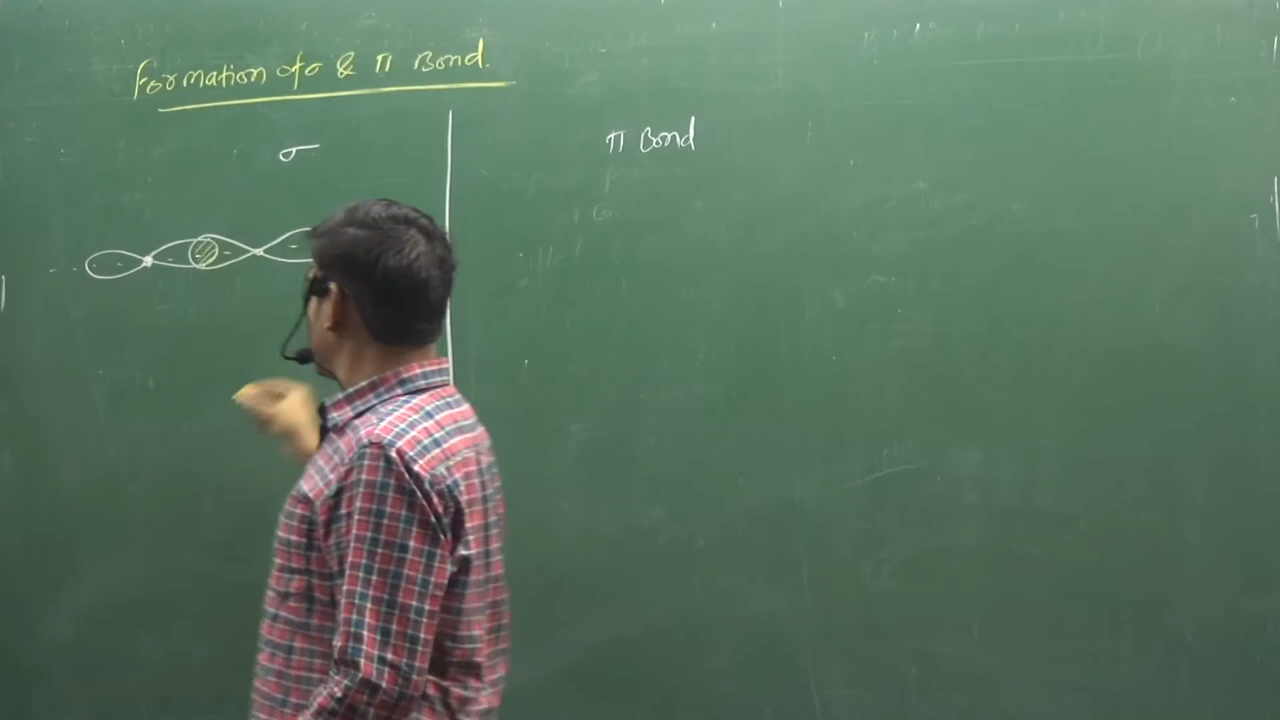 Formation of σ & π Bond.
σ
π Bond